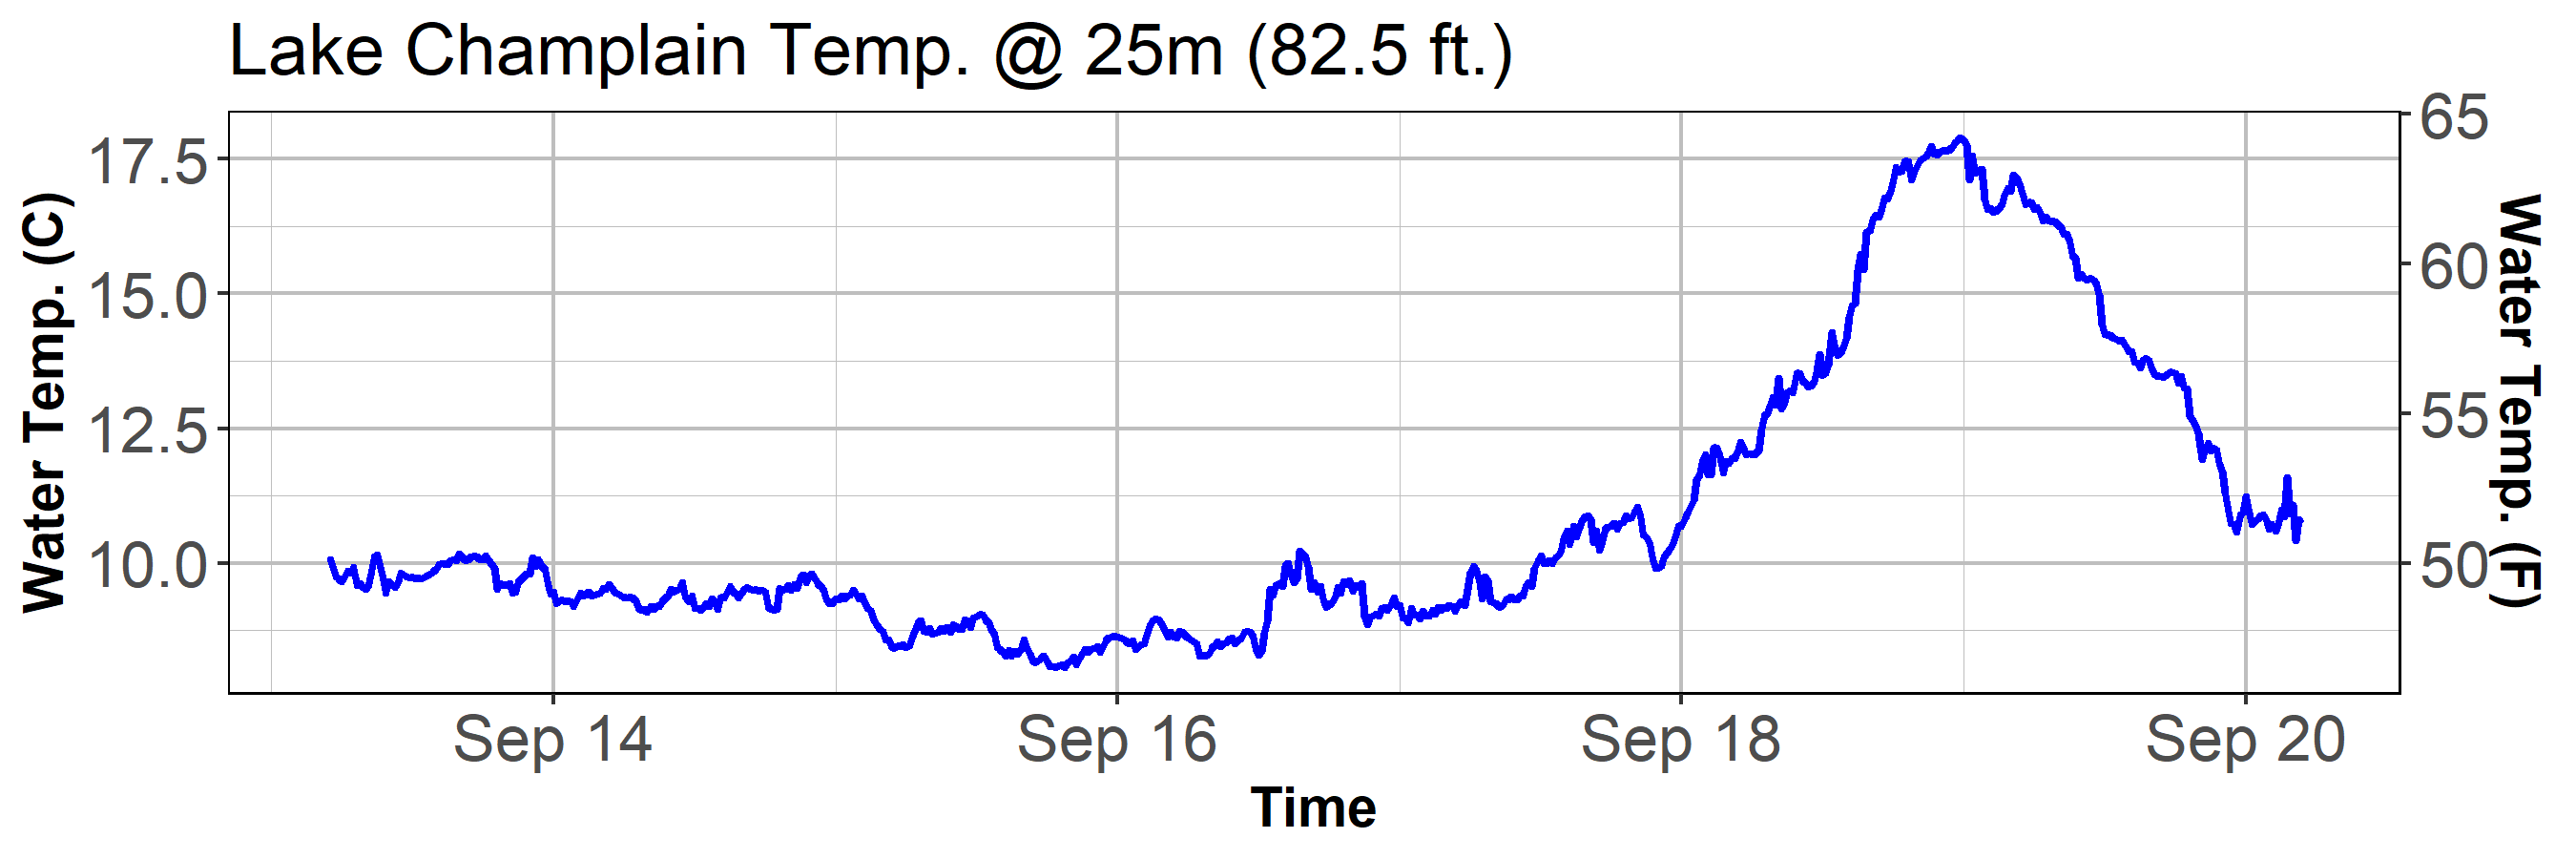 Lake Champlain Temp. @ 25m (82.5 ft.)
Water Temp. (C)
17.5
15.0
12.5
10.0
65
60
55
50
Water Temp. (F)
Sep 14 Sep 16 Sep 18 Sep 20
Time